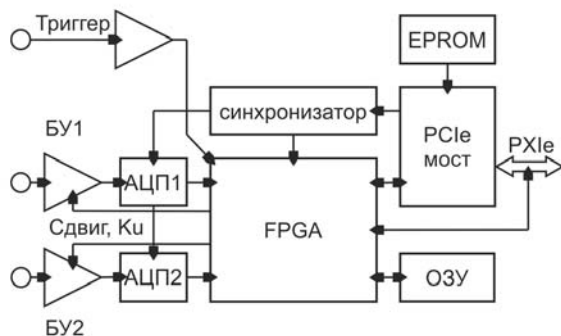 Триггер
EPROM
синхронизатор
PCIe
мост
PXIe
БУ1
АЦП1
Сдвиг, Ku
FPGA
АЦП2
ОЗУ
БУ2